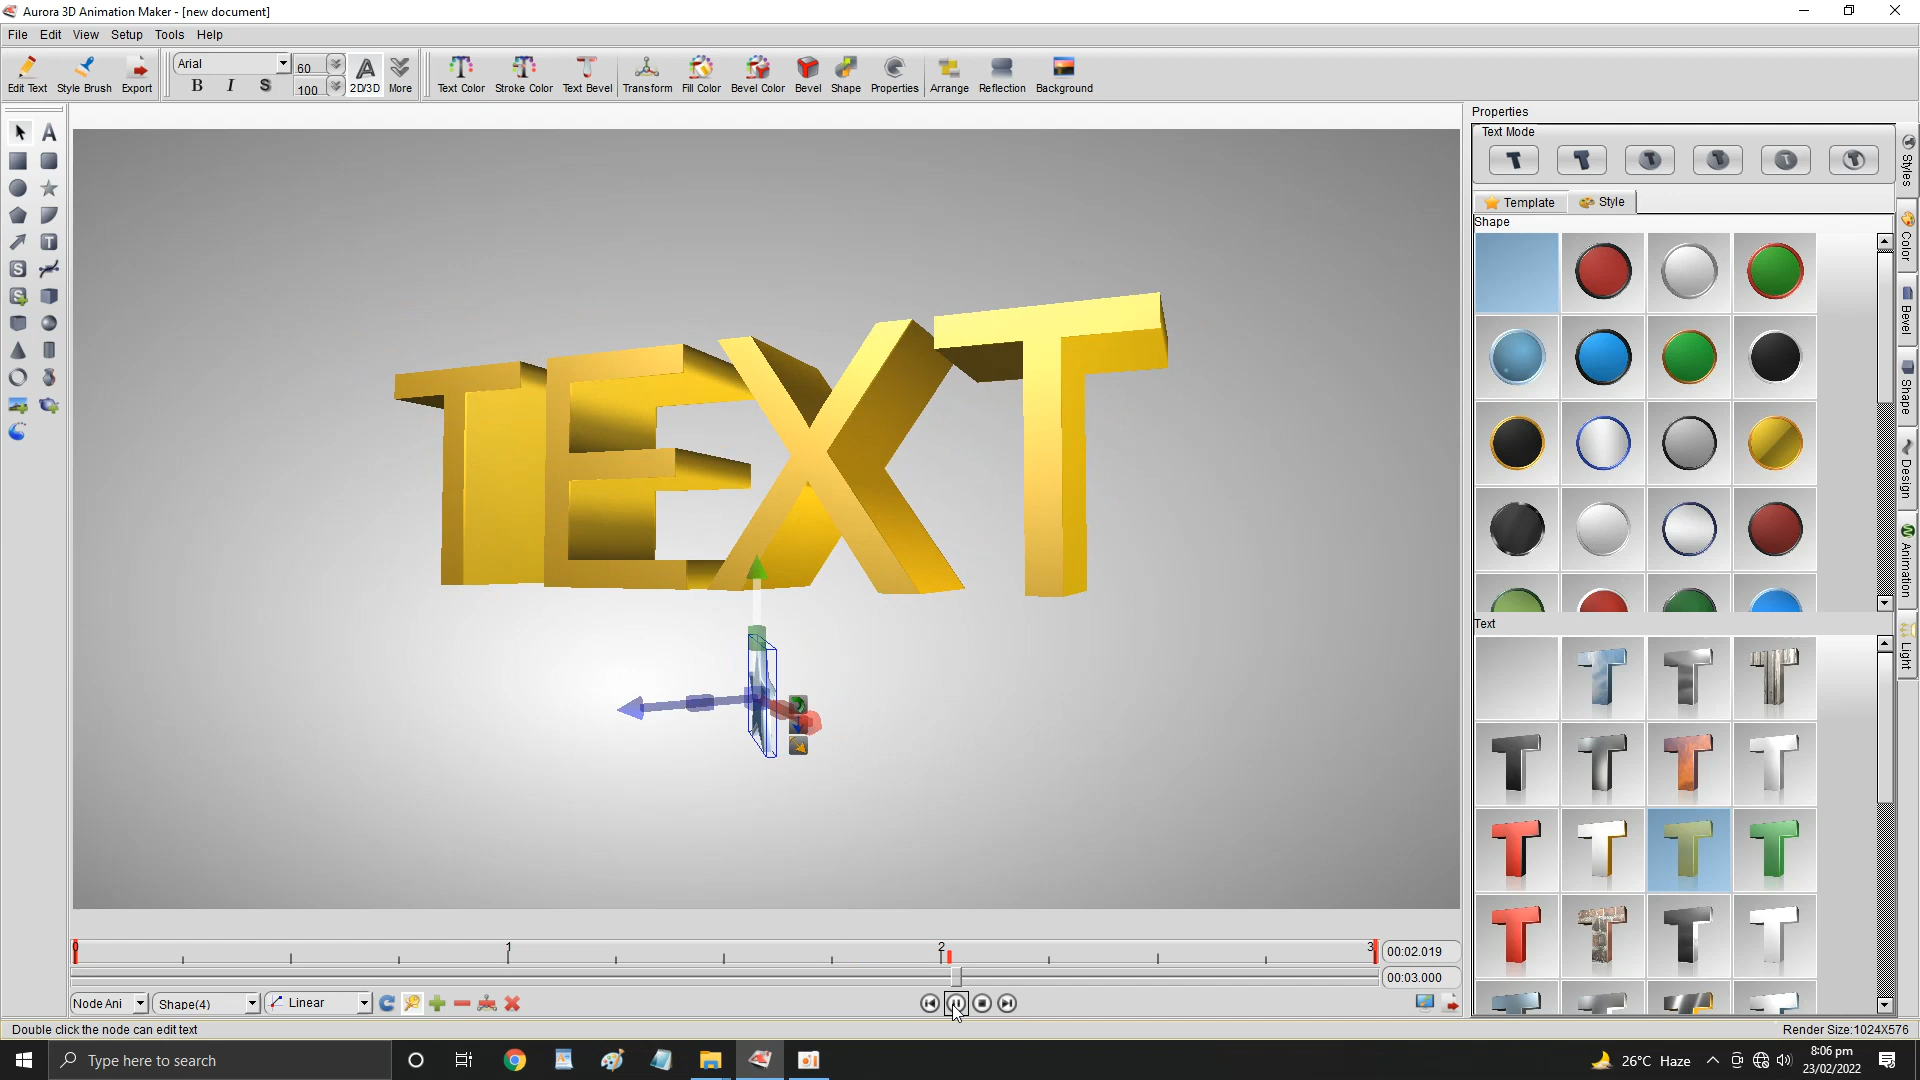 Aurora 3D Animation Maker - [new document]
File Edit View Setup Tools Help
Arial 60
B I S 100
Edit Text Style Brush Export 2D/3D More Text Color Stroke Color Text Bevel Transform Fill Color Bevel Color Bevel Shape Properties Arrange Reflection Background
Properties
Text Mode
Template Style
Shape
Styles
Color
Bevel
Shape
Design
Animation
Light
TEXT
Text
0 1 2 3 00:02.019
00:03.000
Node Ani Shape(4) Linear
Double click the node can edit text Render Size:1024X576
Type here to search 26°C Haze 8:06 pm
23/02/2022